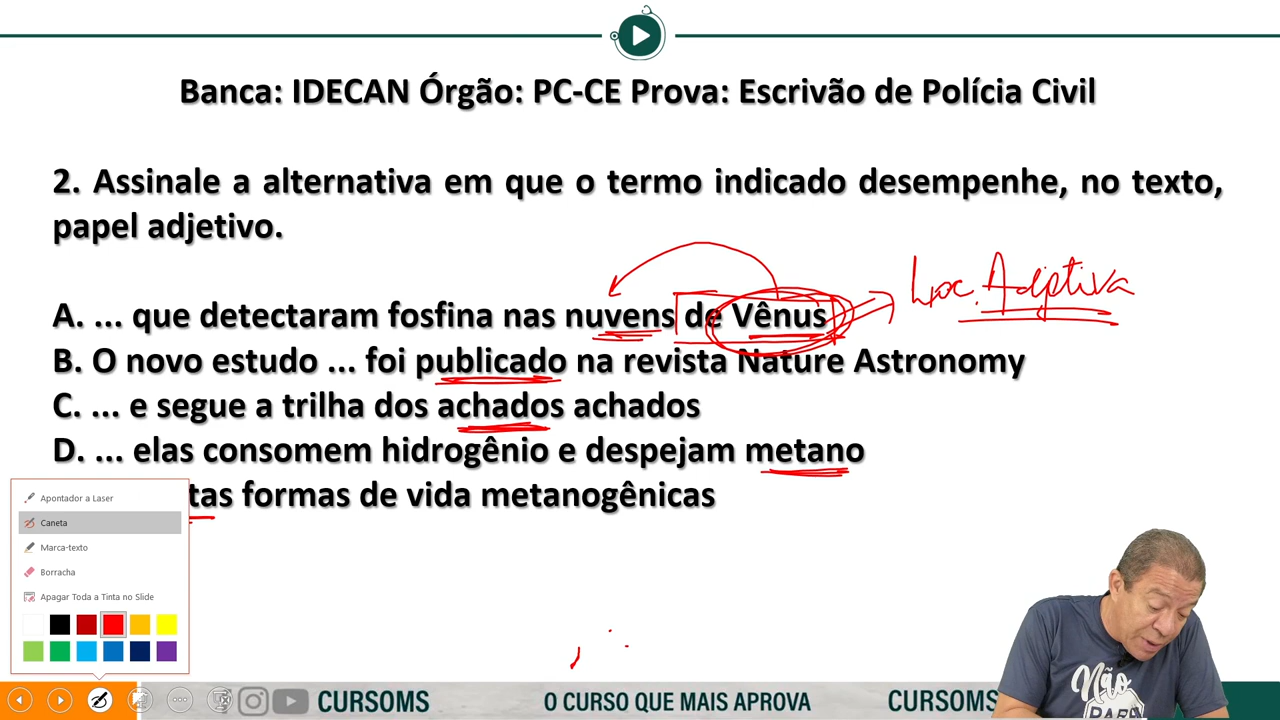 Banca: IDECAN Órgão: PC-CE Prova: Escrivão de Polícia Civil
2. Assinale a alternativa em que o termo indicado desempenhe, no texto,
papel adjetivo.
Loc. Adjetiva
A. ... que detectaram fosfina nas nuvens de Vênus
B. O novo estudo ... foi publicado na revista Nature Astronomy
C. ... e segue a trilha dos achados achados
D. ... elas consomem hidrogênio e despejam metano
tas formas de vida metanogênicas
Apontador a Laser
Caneta
Marca-texto
Borracha
Apagar Toda a Tinta no Slide
NÃO
PARA
CURSOMS
O CURSO QUE MAIS APROVA
CURSOMS